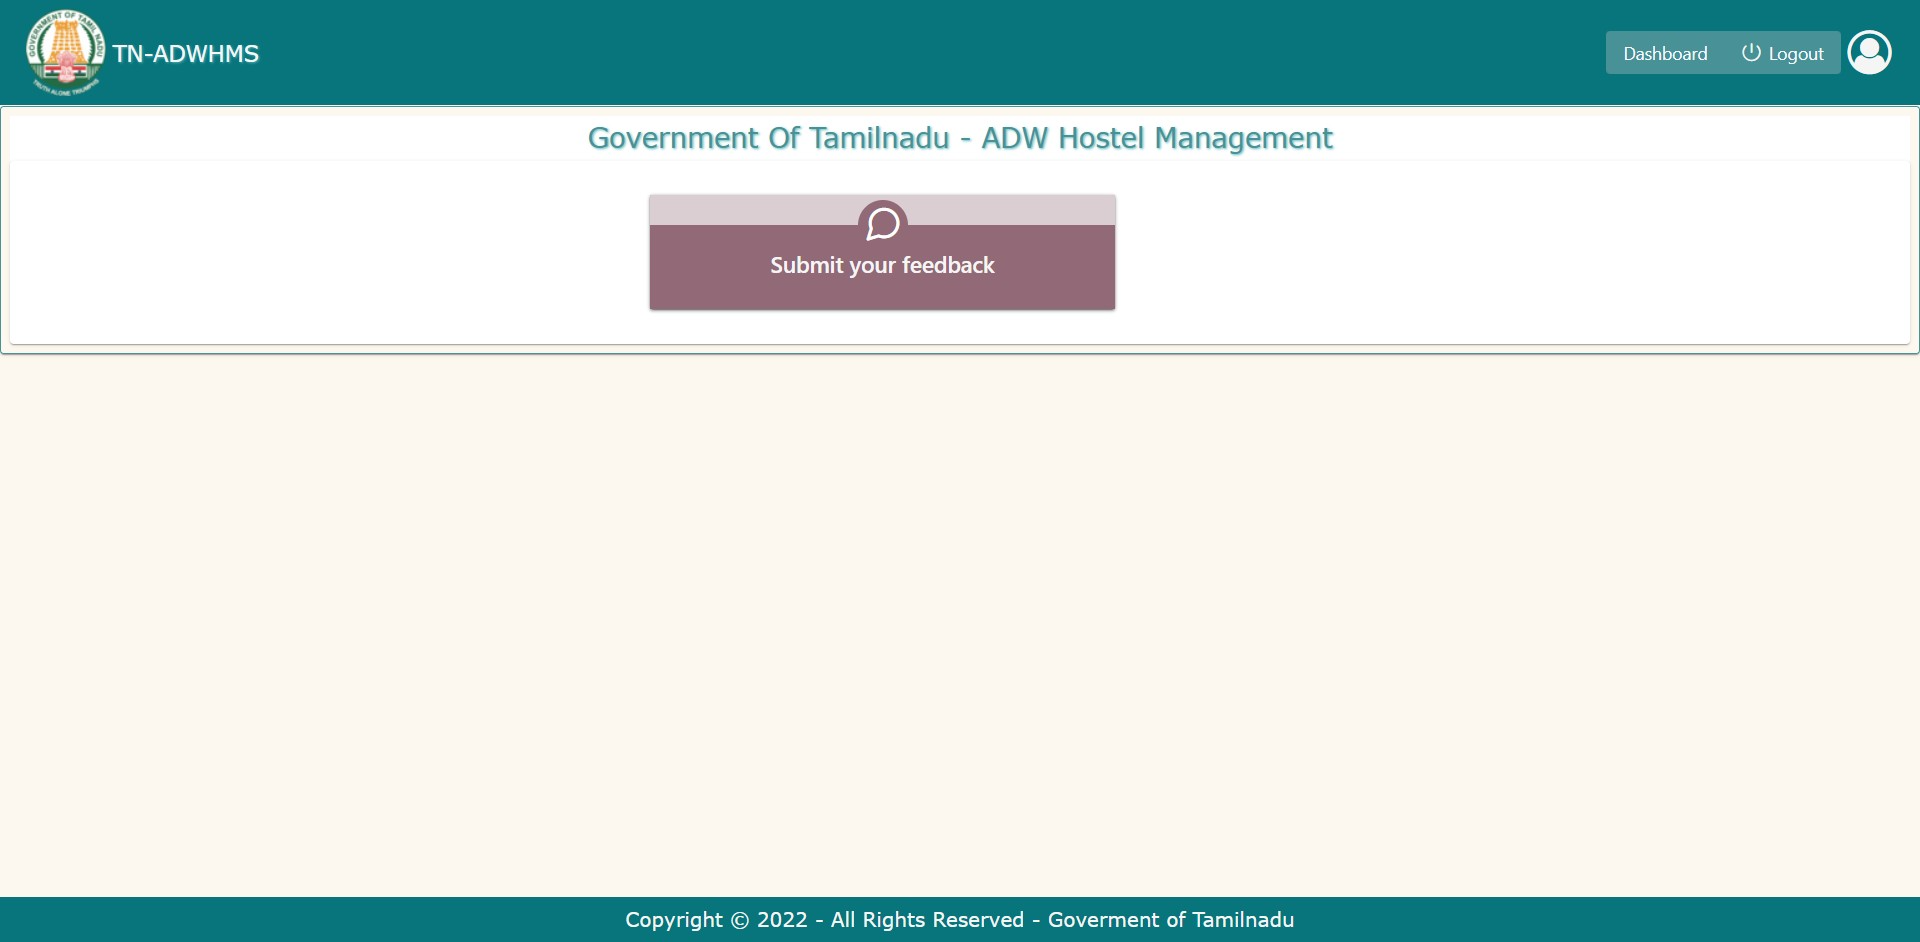 GOVERNMENT OF TAMIL NADU
TRUTH ALONE TRIUMPHS
TN-ADWHMS
Dashboard Logout
Government Of Tamilnadu - ADW Hostel Management
Submit your feedback
Copyright © 2022 - All Rights Reserved - Goverment of Tamilnadu